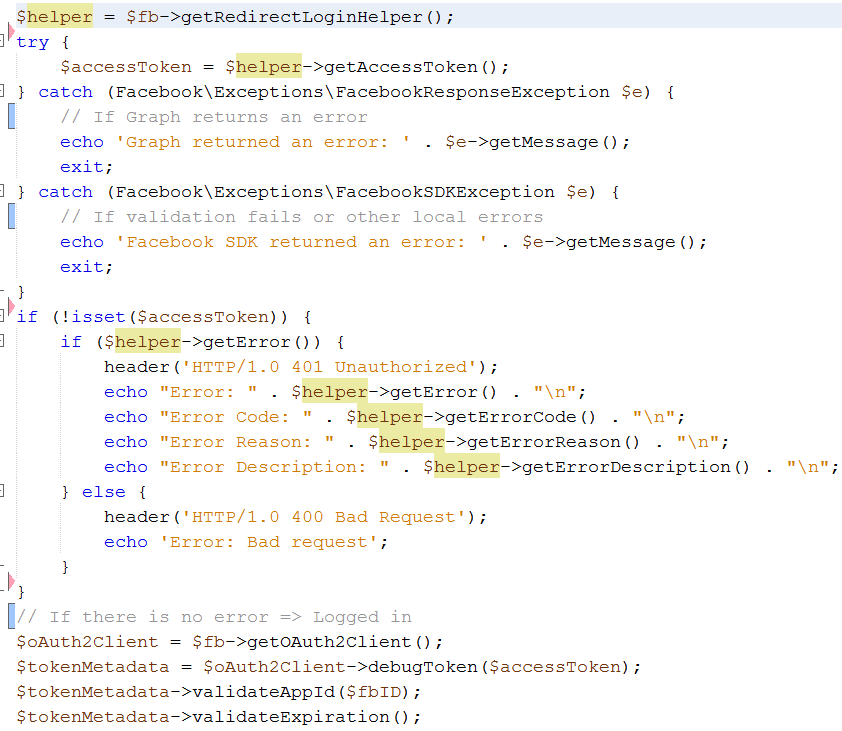 $helper = $fb->getRedirectLoginHelper();
try {
    $accessToken = $helper->getAccessToken();
} catch (Facebook\Exceptions\FacebookResponseException $e) {
    // If Graph returns an error
    echo 'Graph returned an error: ' . $e->getMessage();
    exit;
} catch (Facebook\Exceptions\FacebookSDKException $e) {
    // If validation fails or other local errors
    echo 'Facebook SDK returned an error: ' . $e->getMessage();
    exit;
}
if (!isset($accessToken)) {
    if ($helper->getError()) {
        header('HTTP/1.0 401 Unauthorized');
        echo "Error: " . $helper->getError() . "\n";
        echo "Error Code: " . $helper->getErrorCode() . "\n";
        echo "Error Reason: " . $helper->getErrorReason() . "\n";
        echo "Error Description: " . $helper->getErrorDescription() . "\n";
    } else {
        header('HTTP/1.0 400 Bad Request');
        echo 'Error: Bad request';
    }
}
// If there is no error => Logged in
$oAuth2Client = $fb->getOAuth2Client();
$tokenMetadata = $oAuth2Client->debugToken($accessToken);
$tokenMetadata->validateAppId($fbID);
$tokenMetadata->validateExpiration();